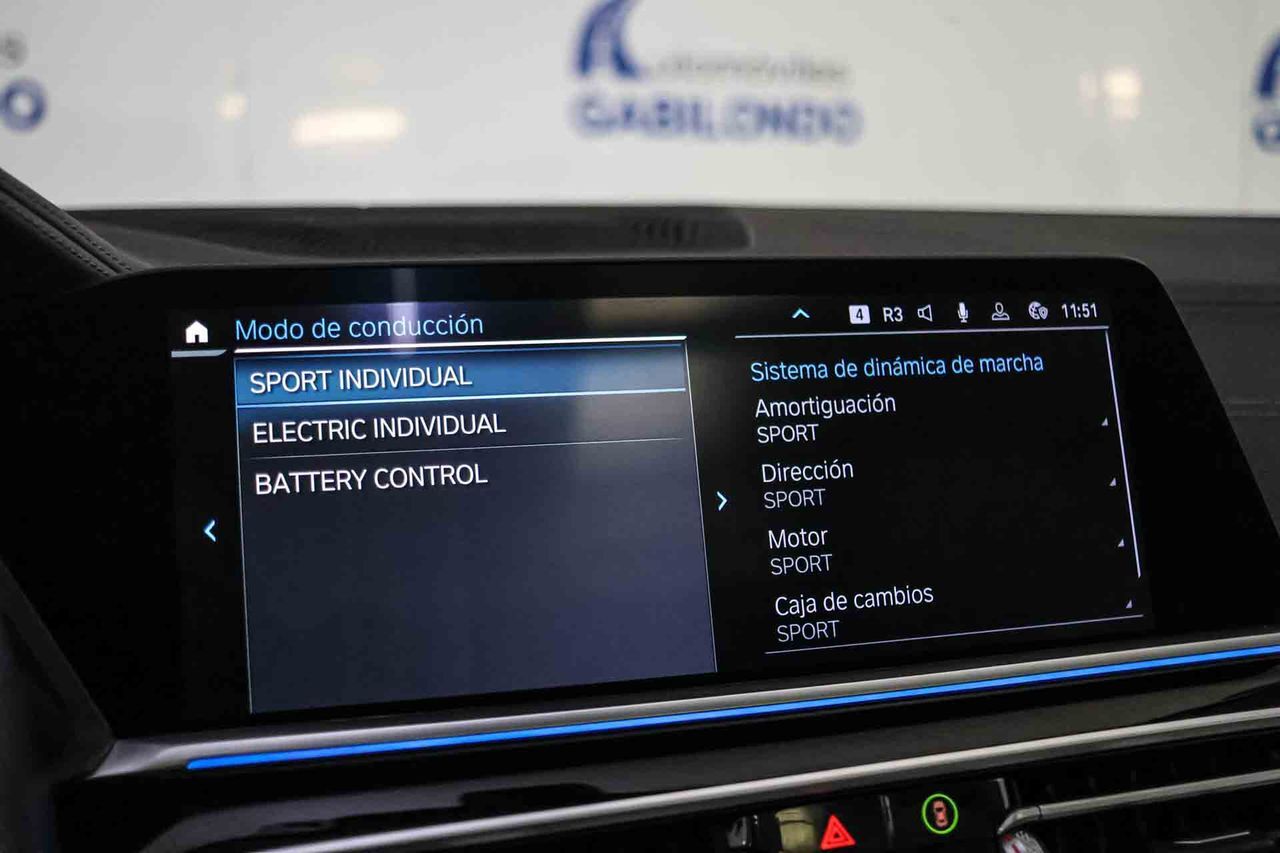 automóviles
GABILONDO
Modo de conducción
4 R3 11:51
SPORT INDIVIDUAL
ELECTRIC INDIVIDUAL
BATTERY CONTROL
Sistema de dinámica de marcha
Amortiguación
SPORT
Dirección
SPORT
Motor
SPORT
Caja de cambios
SPORT